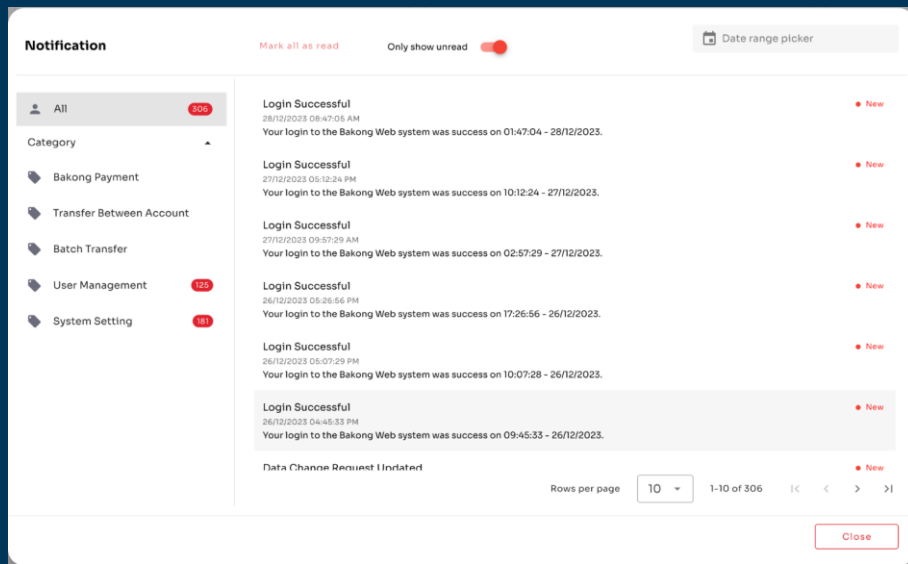 Notification
Mark all as read
Only show unread
Date range picker
All
306
Category
Bakong Payment
Transfer Between Account
Batch Transfer
User Management
125
System Setting
181
Login Successful
New
28/12/2023 08:47:05 AM
Your login to the Bakong Web system was success on 01:47:04 - 28/12/2023.
Login Successful
New
27/12/2023 05:12:24 PM
Your login to the Bakong Web system was success on 10:12:24 - 27/12/2023.
Login Successful
New
27/12/2023 09:57:29 AM
Your login to the Bakong Web system was success on 02:57:29 - 27/12/2023.
Login Successful
New
26/12/2023 05:26:56 PM
Your login to the Bakong Web system was success on 17:26:56 - 26/12/2023.
Login Successful
New
26/12/2023 05:07:29 PM
Your login to the Bakong Web system was success on 10:07:28 - 26/12/2023.
Login Successful
New
26/12/2023 04:45:33 PM
Your login to the Bakong Web system was success on 09:45:33 - 26/12/2023.
Data Change Request Updated
New
Rows per page
10
1-10 of 306
Close